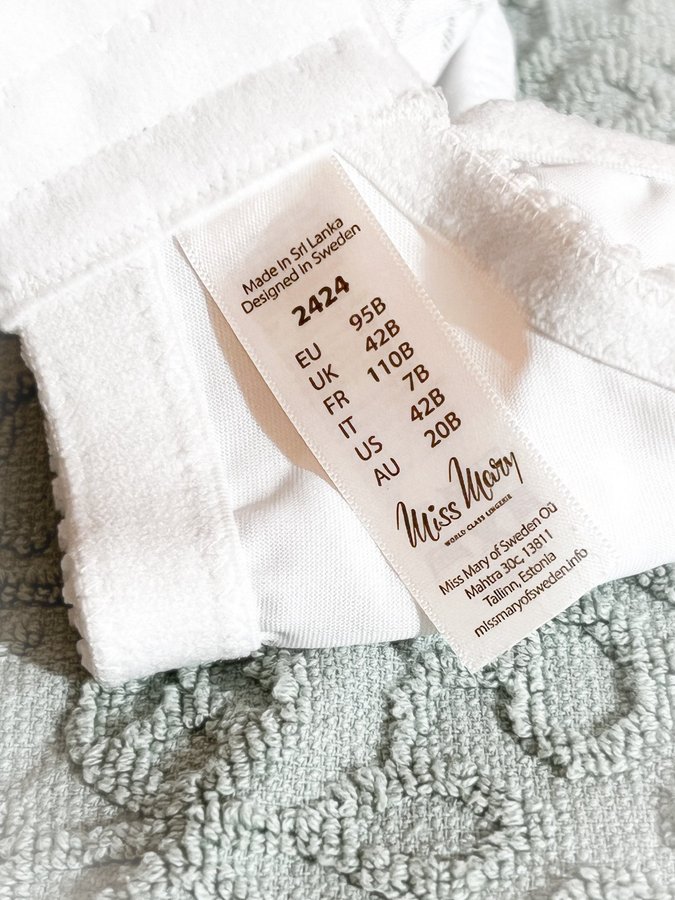 Made in Sri Lanka
Designed in Sweden
2424
EU 95B
UK 42B
FR 110B
IT 7B
US 42B
AU 20B
Miss Mary
WORLD CLASS LINGERIE
Miss Mary of Sweden OÜ
Mahtra 30c, 13811
Tallinn, Estonia
missmaryofsweden.info